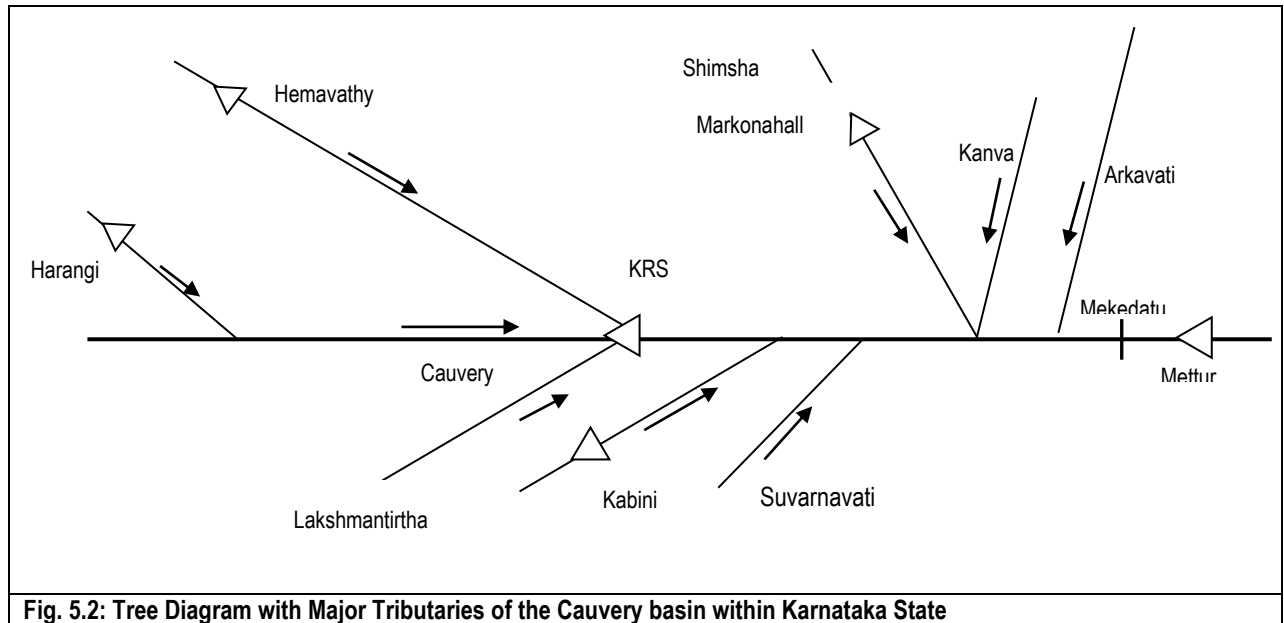 Shimsha
Hemavathy
Markonahall
Kanva
Arkavati
Harangi
KRS
Mekedatu
Cauvery
Mettur
Kabini
Suvarnavati
Lakshmantirtha
Fig. 5.2: Tree Diagram with Major Tributaries of the Cauvery basin within Karnataka State